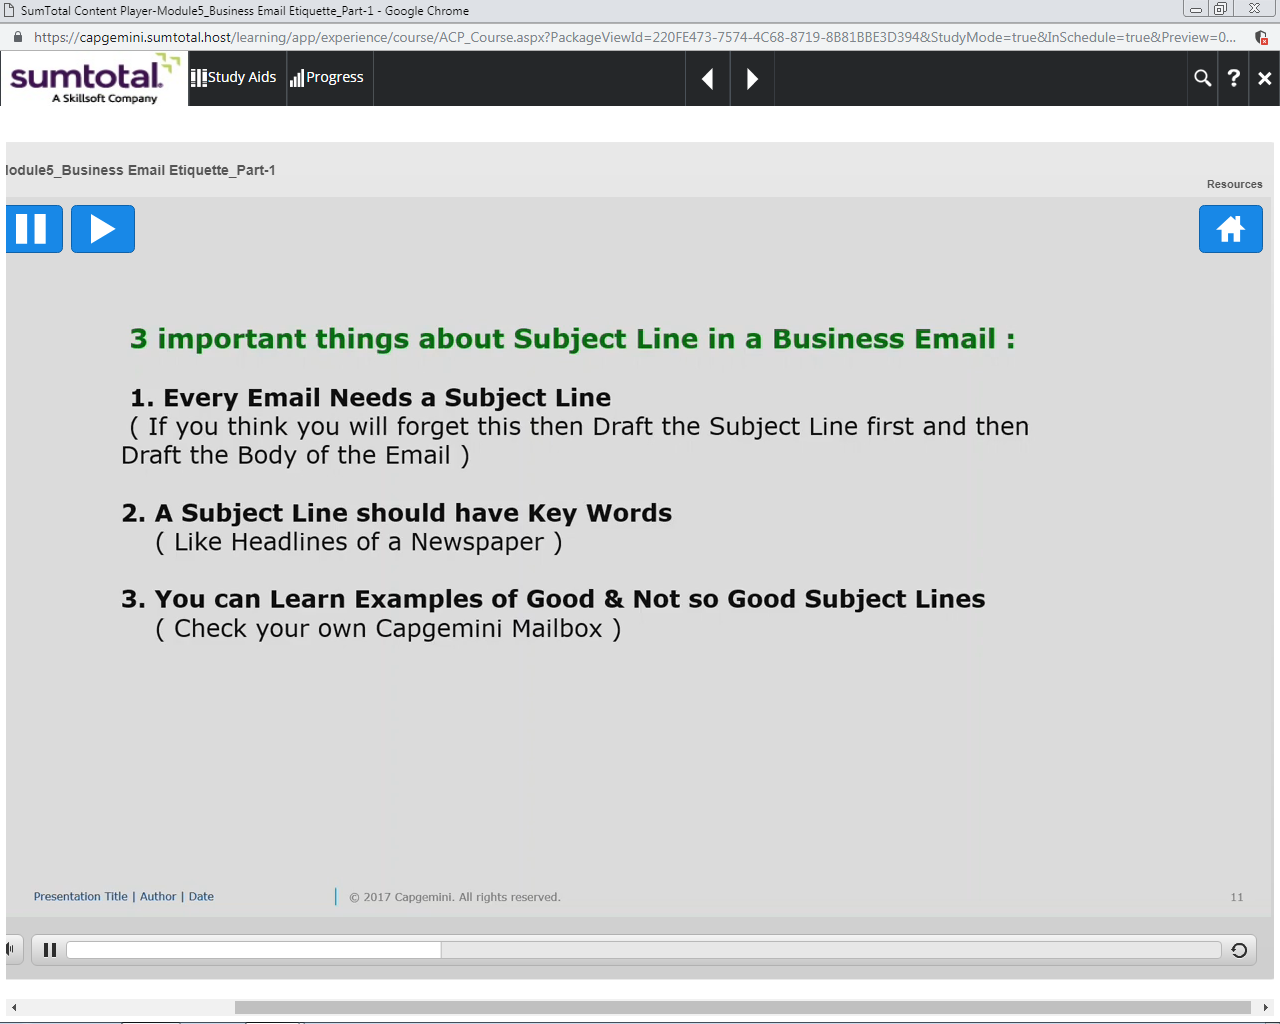 SumTotal Content Player-Module5_Business Email Etiquette_Part-1 - Google Chrome
https://capgemini.sumtotal.host/learning/app/experience/course/ACP_Course.aspx?PackageViewId=220FE473-7574-4C68-8719-8B81BBE3D394&StudyMode=true&InSchedule=true&Preview=0...
sumtotal.
A Skillsoft Company
Study Aids
Progress
?
lodule5_Business Email Etiquette_Part-1
Resources
3 important things about Subject Line in a Business Email :
1. Every Email Needs a Subject Line
( If you think you will forget this then Draft the Subject Line first and then
Draft the Body of the Email )
2. A Subject Line should have Key Words
( Like Headlines of a Newspaper )
3. You can Learn Examples of Good & Not so Good Subject Lines
( Check your own Capgemini Mailbox )
Presentation Title | Author | Date
© 2017 Capgemini. All rights reserved.
11